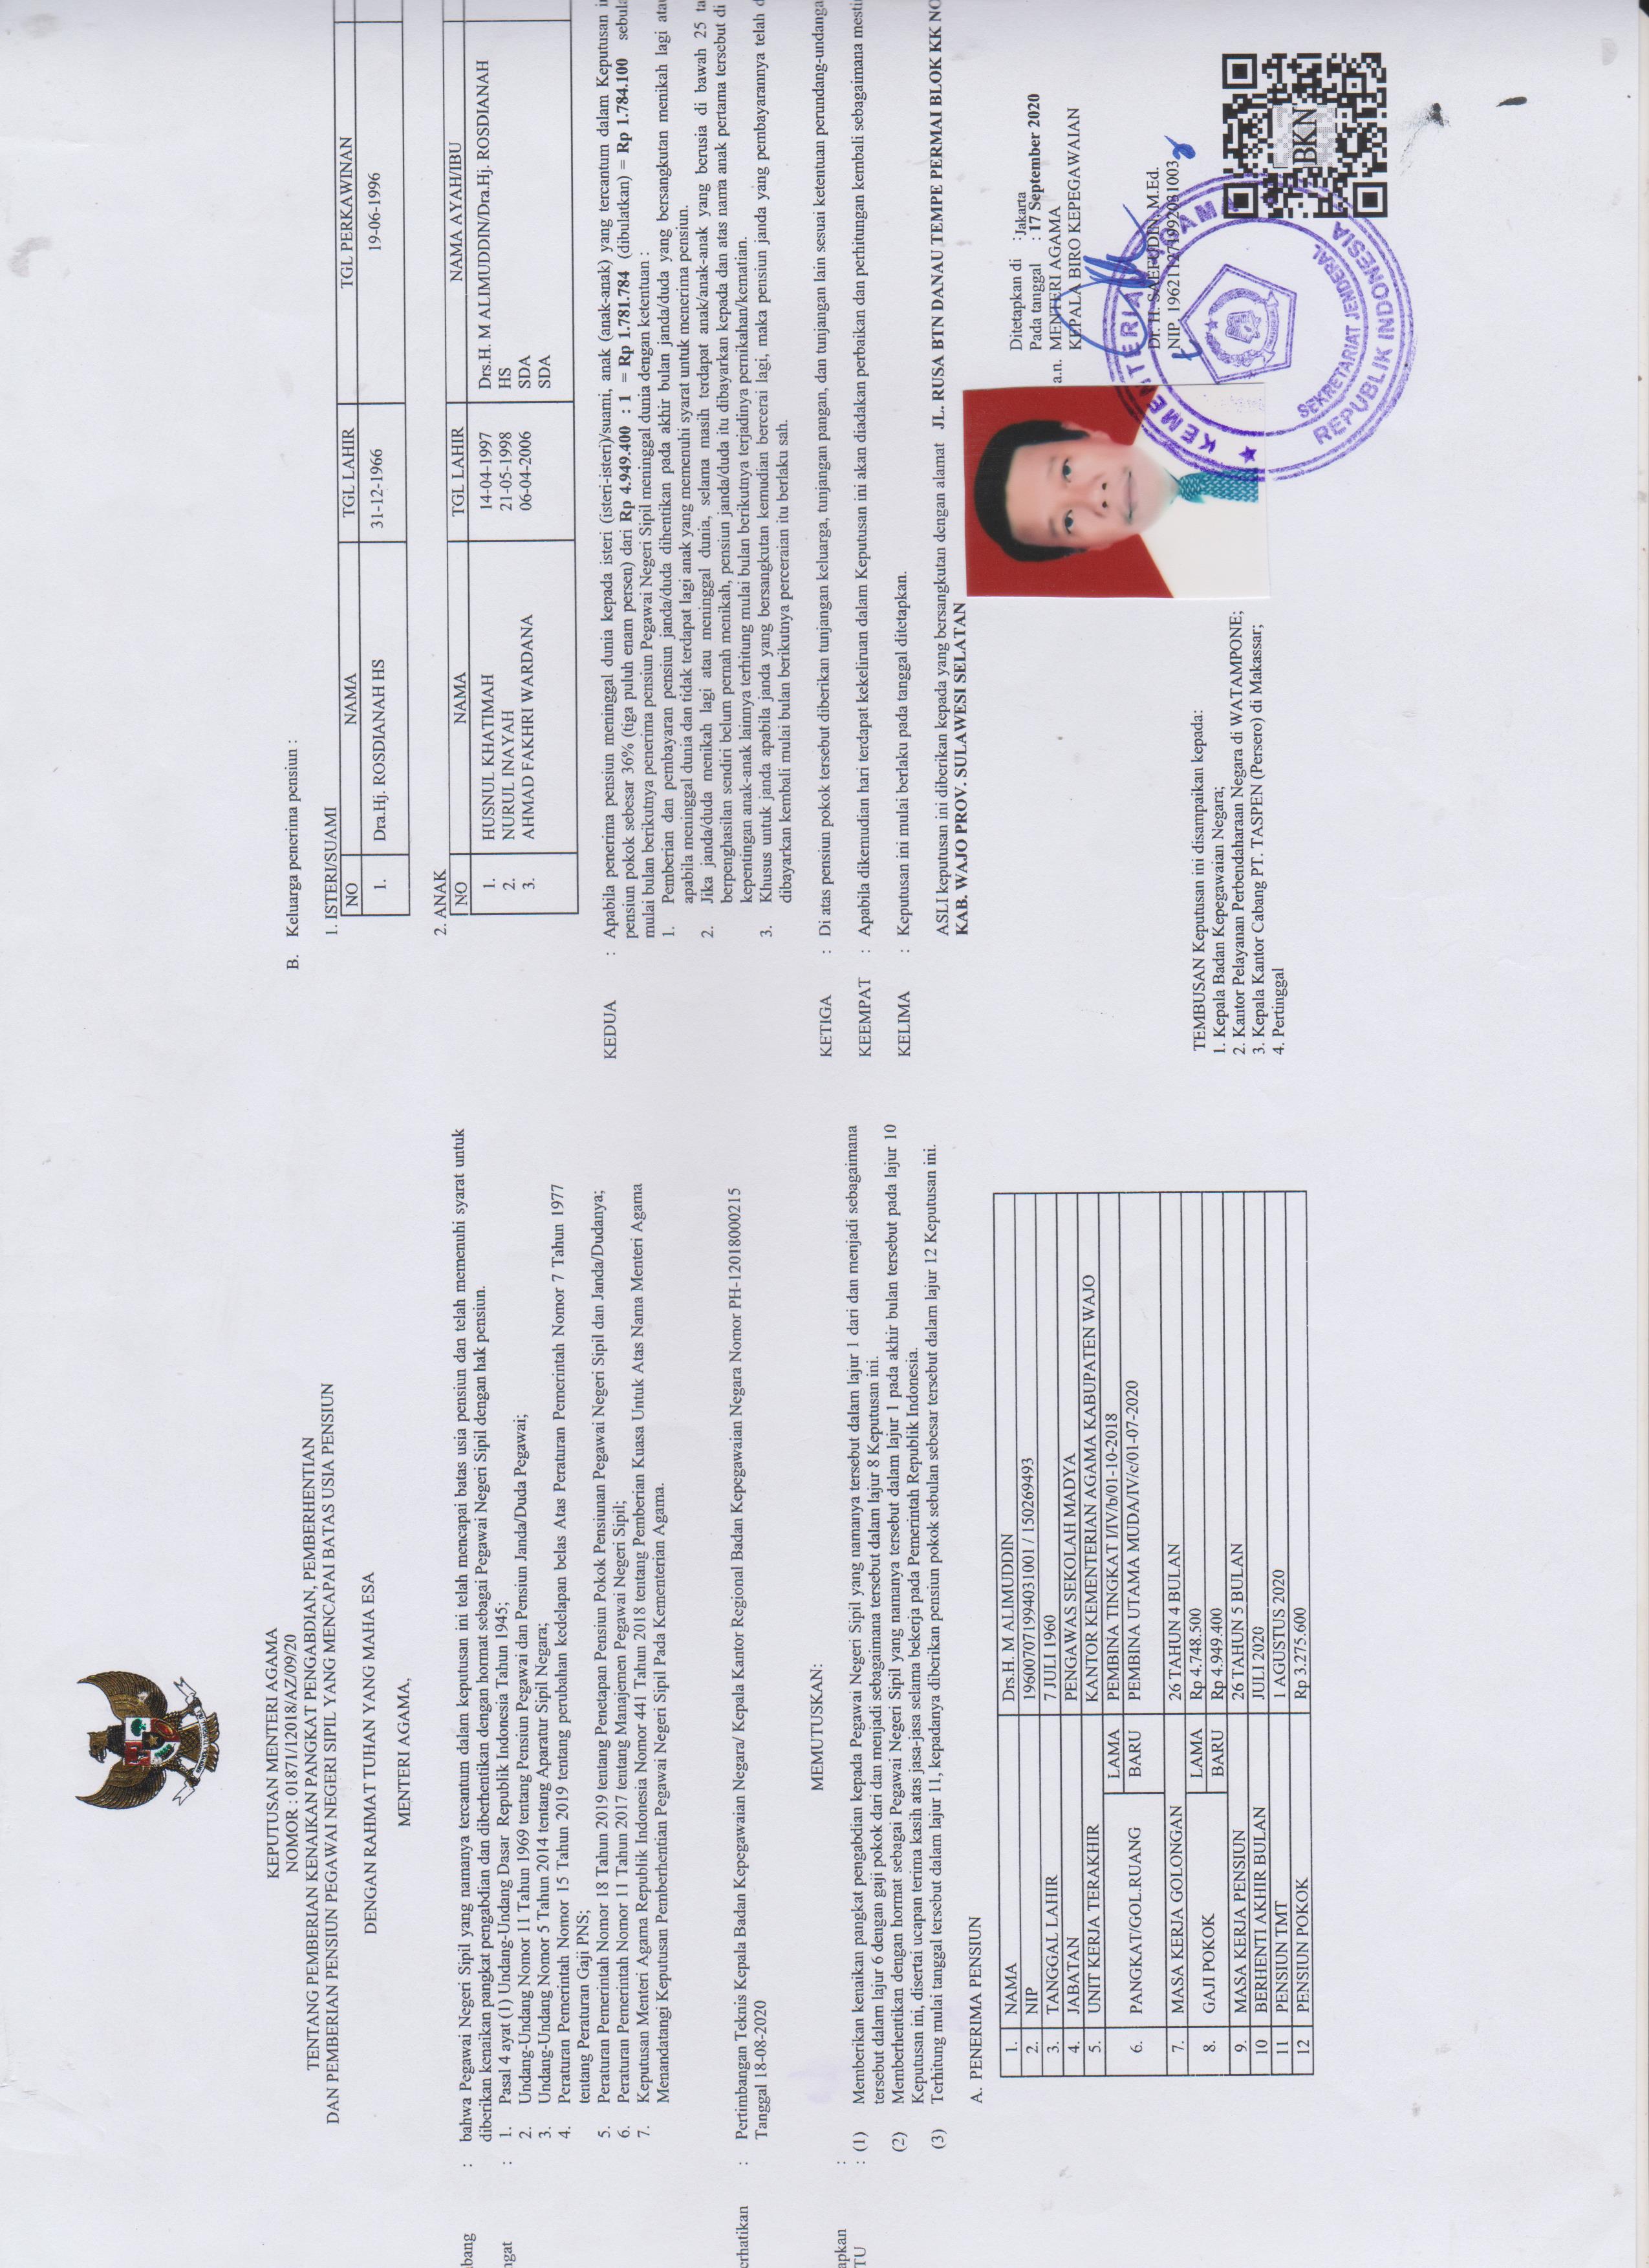 KEPUTUSAN MENTERI AGAMA
NOMOR : 01871/12018/AZ/09/20
TENTANG PEMBERIAN KENAIKAN PANGKAT PENGABDIAN, PEMBERHENTIAN
DAN PEMBERIAN PENSIUN PEGAWAI NEGERI SIPIL YANG MENCAPAI BATAS USIA PENSIUN
DENGAN RAHMAT TUHAN YANG MAHA ESA
MENTERI AGAMA,
bang : bahwa Pegawai Negeri Sipil yang namanya tercantum dalam keputusan ini telah mencapai batas usia pensiun dan telah memenuhi syarat untuk
diberikan kenaikan pangkat pengabdian dan diberhentikan dengan hormat sebagai Pegawai Negeri Sipil dengan hak pensiun.
ngat : 1. Pasal 4 ayat (1) Undang-Undang Dasar Republik Indonesia Tahun 1945;
2. Undang-Undang Nomor 11 Tahun 1969 tentang Pensiun Pegawai dan Pensiun Janda/Duda Pegawai;
3. Undang-Undang Nomor 5 Tahun 2014 tentang Aparatur Sipil Negara;
4. Peraturan Pemerintah Nomor 15 Tahun 2019 tentang perubahan kedelapan belas Atas Peraturan Pemerintah Nomor 7 Tahun 1977
tentang Peraturan Gaji PNS;
5. Peraturan Pemerintah Nomor 18 Tahun 2019 tentang Penetapan Pensiun Pokok Pensiunan Pegawai Negeri Sipil dan Janda/Dudanya;
6. Peraturan Pemerintah Nomor 11 Tahun 2017 tentang Manajemen Pegawai Negeri Sipil;
7. Keputusan Menteri Agama Republik Indonesia Nomor 441 Tahun 2018 tentang Pemberian Kuasa Untuk Atas Nama Menteri Agama
Menandatangi Keputusan Pemberhentian Pegawai Negeri Sipil Pada Kementerian Agama.
erhatikan : Pertimbangan Teknis Kepala Badan Kepegawaian Negara/ Kepala Kantor Regional Badan Kepegawaian Negara Nomor PH-12018000215
Tanggal 18-08-2020
MEMUTUSKAN:
apkan :
TU : (1) Memberikan kenaikan pangkat pengabdian kepada Pegawai Negeri Sipil yang namanya tersebut dalam lajur 1 dari dan menjadi sebagaimana
tersebut dalam lajur 6 dengan gaji pokok dari dan menjadi sebagaimana tersebut dalam lajur 8 Keputusan ini.
(2) Memberhentikan dengan hormat sebagai Pegawai Negeri Sipil yang namanya tersebut dalam lajur 1 pada akhir bulan tersebut pada lajur 10
Keputusan ini, disertai ucapan terima kasih atas jasa-jasa selama bekerja pada Pemerintah Republik Indonesia.
(3) Terhitung mulai tanggal tersebut dalam lajur 11, kepadanya diberikan pensiun pokok sebulan sebesar tersebut dalam lajur 12 Keputusan ini.
A. PENERIMA PENSIUN
1. NAMA Drs.H. M ALIMUDDIN
2. NIP 196007071994031001 / 150269493
3. TANGGAL LAHIR 7 JULI 1960
4. JABATAN PENGAWAS SEKOLAH MADYA
5. UNIT KERJA TERAKHIR KANTOR KEMENTERIAN AGAMA KABUPATEN WAJO
6. PANGKAT/GOL.RUANG LAMA PEMBINA TINGKAT I/IV/b/01-10-2018
BARU PEMBINA UTAMA MUDA/IV/c/01-07-2020
7. MASA KERJA GOLONGAN 26 TAHUN 4 BULAN
8. GAJI POKOK LAMA Rp 4.748.500
BARU Rp 4.949.400
9. MASA KERJA PENSIUN 26 TAHUN 5 BULAN
10 BERHENTI AKHIR BULAN JULI 2020
11 PENSIUN TMT 1 AGUSTUS 2020
12 PENSIUN POKOK Rp 3.275.600
B. Keluarga penerima pensiun :
1. ISTERI/SUAMI
NO NAMA TGL LAHIR TGL PERKAWINAN
1. Dra.Hj. ROSDIANAH HS 31-12-1966 19-06-1996
2. ANAK
NO NAMA TGL LAHIR NAMA AYAH/IBU
1. HUSNUL KHATIMAH 14-04-1997 Drs.H. M ALIMUDDIN/Dra.Hj. ROSDIANAH
HS
2. NURUL INAYAH 21-05-1998 SDA
3. AHMAD FAKHRI WARDANA 06-04-2006 SDA
KEDUA : Apabila penerima pensiun meninggal dunia kepada isteri (isteri-isteri)/suami, anak (anak-anak) yang tercantum dalam Keputusan i
pensiun pokok sebesar 36% (tiga puluh enam persen) dari Rp 4.949.400 : 1 = Rp 1.781.784 (dibulatkan) = Rp 1.784.100 sebul
mulai bulan berikutnya penerima pensiun Pegawai Negeri Sipil meninggal dunia dengan ketentuan :
1. Pemberian dan pembayaran pensiun janda/duda dihentikan pada akhir bulan janda/duda yang bersangkutan menikah lagi atau
apabila meninggal dunia dan tidak terdapat lagi anak yang memenuhi syarat untuk menerima pensiun.
2. Jika janda/duda menikah lagi atau meninggal dunia, selama masih terdapat anak/anak-anak yang berusia di bawah 25 ta
berpenghasilan sendiri belum pernah menikah, pensiun janda/duda itu dibayarkan kepada dan atas nama anak pertama tersebut di
kepentingan anak-anak lainnya terhitung mulai bulan berikutnya terjadinya pernikahan/kematian.
3. Khusus untuk janda apabila janda yang bersangkutan kemudian bercerai lagi, maka pensiun janda yang pembayarannya telah d
dibayarkan kembali mulai bulan berikutnya perceraian itu berlaku sah.
KETIGA : Di atas pensiun pokok tersebut diberikan tunjangan keluarga, tunjangan pangan, dan tunjangan lain sesuai ketentuan perundang-undanga
KEEMPAT : Apabila dikemudian hari terdapat kekeliruan dalam Keputusan ini akan diadakan perbaikan dan perhitungan kembali sebagaimana mesti
KELIMA : Keputusan ini mulai berlaku pada tanggal ditetapkan.
ASLI keputusan ini diberikan kepada yang bersangkutan dengan alamat JL. RUSA BTN DANAU TEMPE PERMAI BLOK KK NO
KAB. WAJO PROV. SULAWESI SELATAN
Ditetapkan di :Jakarta
Pada tanggal : 17 September 2020
a.n. MENTERI AGAMA
KEPALA BIRO KEPEGAWAIAN
Dr. H. SAEFUDIN, M.Ed.
NIP. 196211271992031003
KEMENTERIAN AGAMA
SEKRETARIAT JENDERAL
REPUBLIK INDONESIA
BKN
TEMBUSAN Keputusan ini disampaikan kepada:
1. Kepala Badan Kepegawaian Negara;
2. Kantor Pelayanan Perbendaharaan Negara di WATAMPONE;
3. Kepala Kantor Cabang PT. TASPEN (Persero) di Makassar;
4. Pertinggal